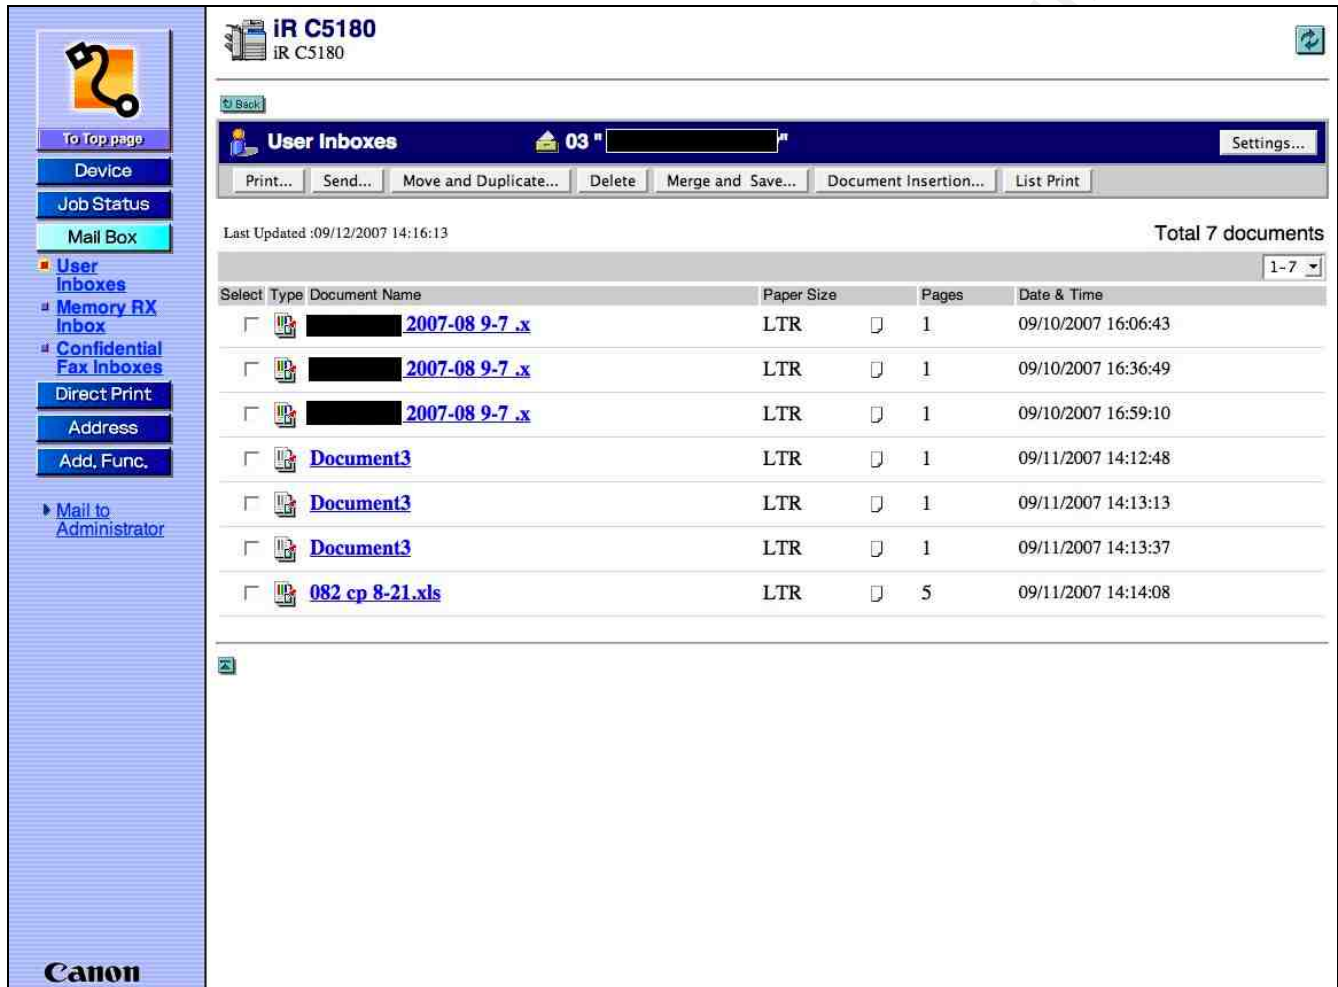 iR C5180
iR C5180
To Top page
Device
Job Status
Mail Box
User
Inboxes
Memory RX
Inbox
Confidential
Fax Inboxes
Direct Print
Address
Add. Func.
Mail to
Administrator
Canon
Back
User Inboxes 03 " "
Settings...
Print... Send... Move and Duplicate... Delete Merge and Save... Document Insertion... List Print
Last Updated :09/12/2007 14:16:13 Total 7 documents
1-7
Select Type Document Name Paper Size Pages Date & Time
2007-08 9-7 .x LTR 1 09/10/2007 16:06:43
2007-08 9-7 .x LTR 1 09/10/2007 16:36:49
2007-08 9-7 .x LTR 1 09/10/2007 16:59:10
Document3 LTR 1 09/11/2007 14:12:48
Document3 LTR 1 09/11/2007 14:13:13
Document3 LTR 1 09/11/2007 14:13:37
082 cp 8-21.xls LTR 5 09/11/2007 14:14:08